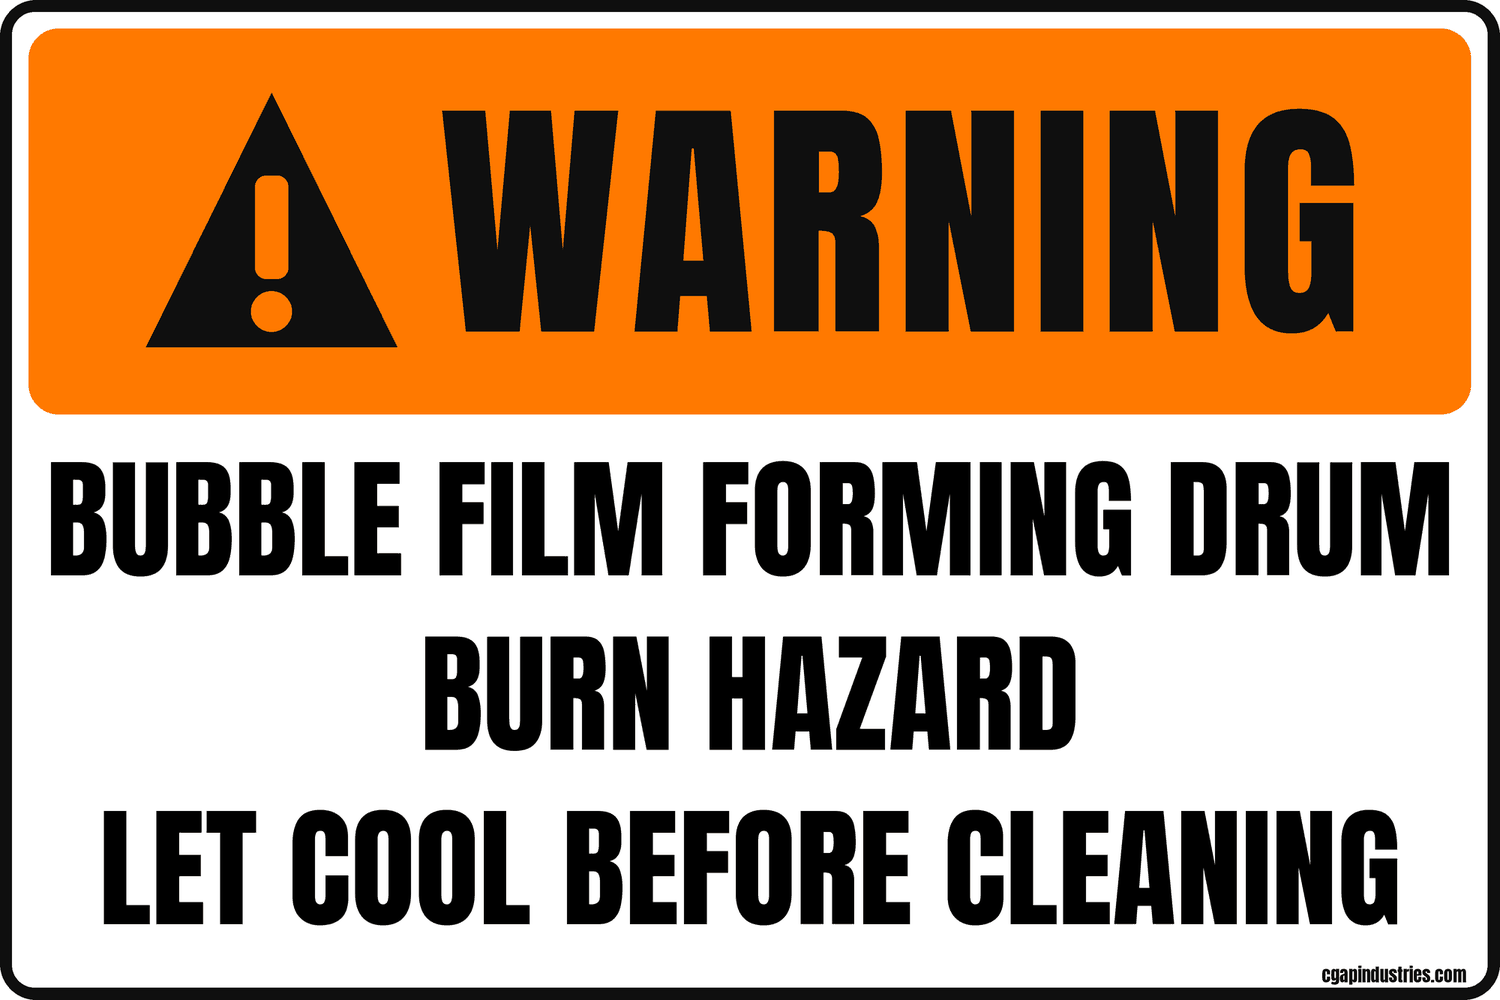 WARNING
BUBBLE FILM FORMING DRUM
BURN HAZARD
LET COOL BEFORE CLEANING
cgapindustries.com